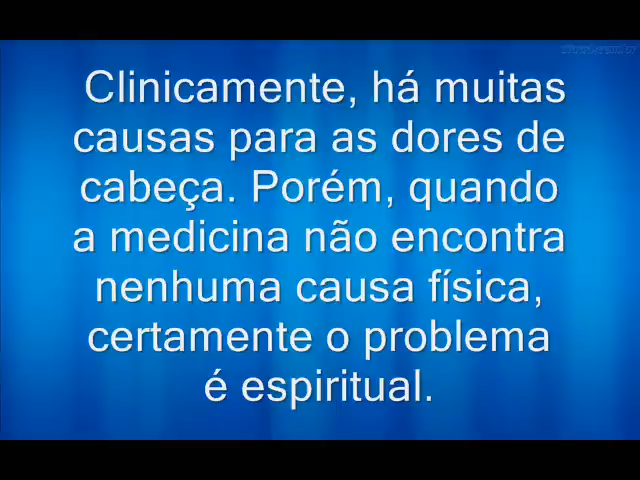 Clinicamente, há muitas
causas para as dores de
cabeça. Porém, quando
a medicina não encontra
nenhuma causa física,
certamente o problema
é espiritual.